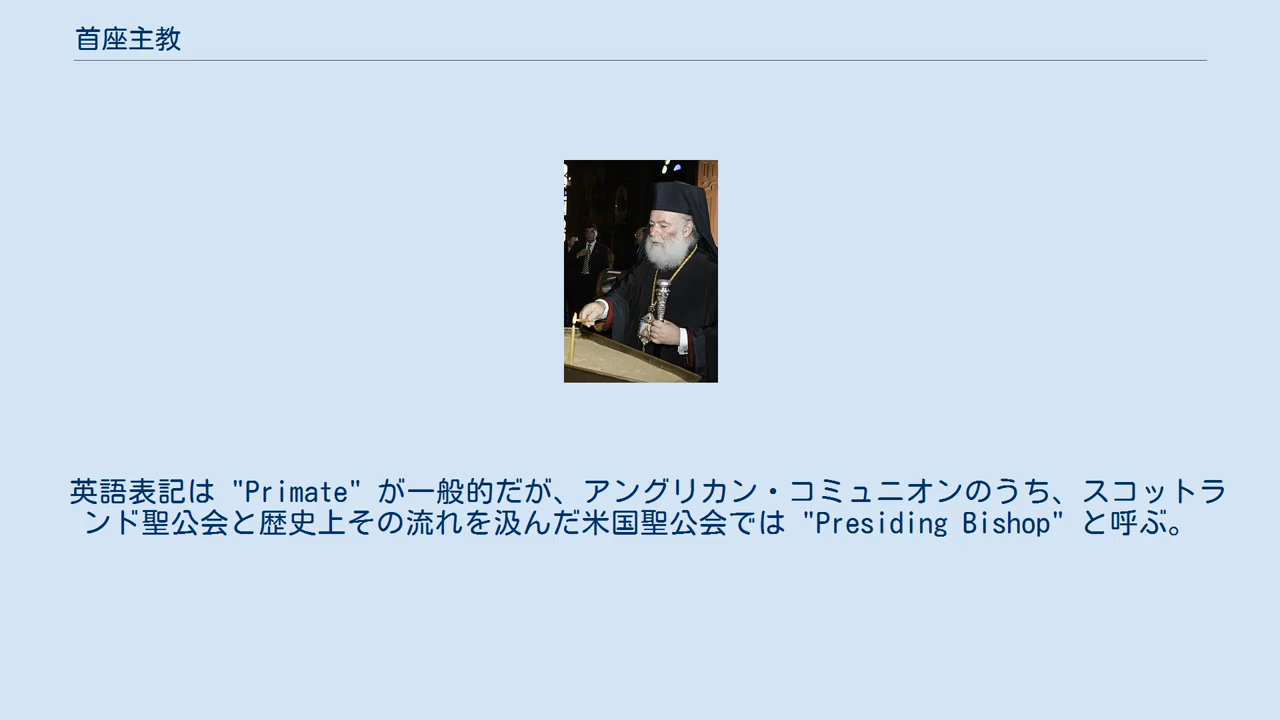 首座主教
英語表記は "Primate" が一般的だが、アングリカン・コミュニオンのうち、スコットラ
ンド聖公会と歴史上その流れを汲んだ米国聖公会では "Presiding Bishop" と呼ぶ。